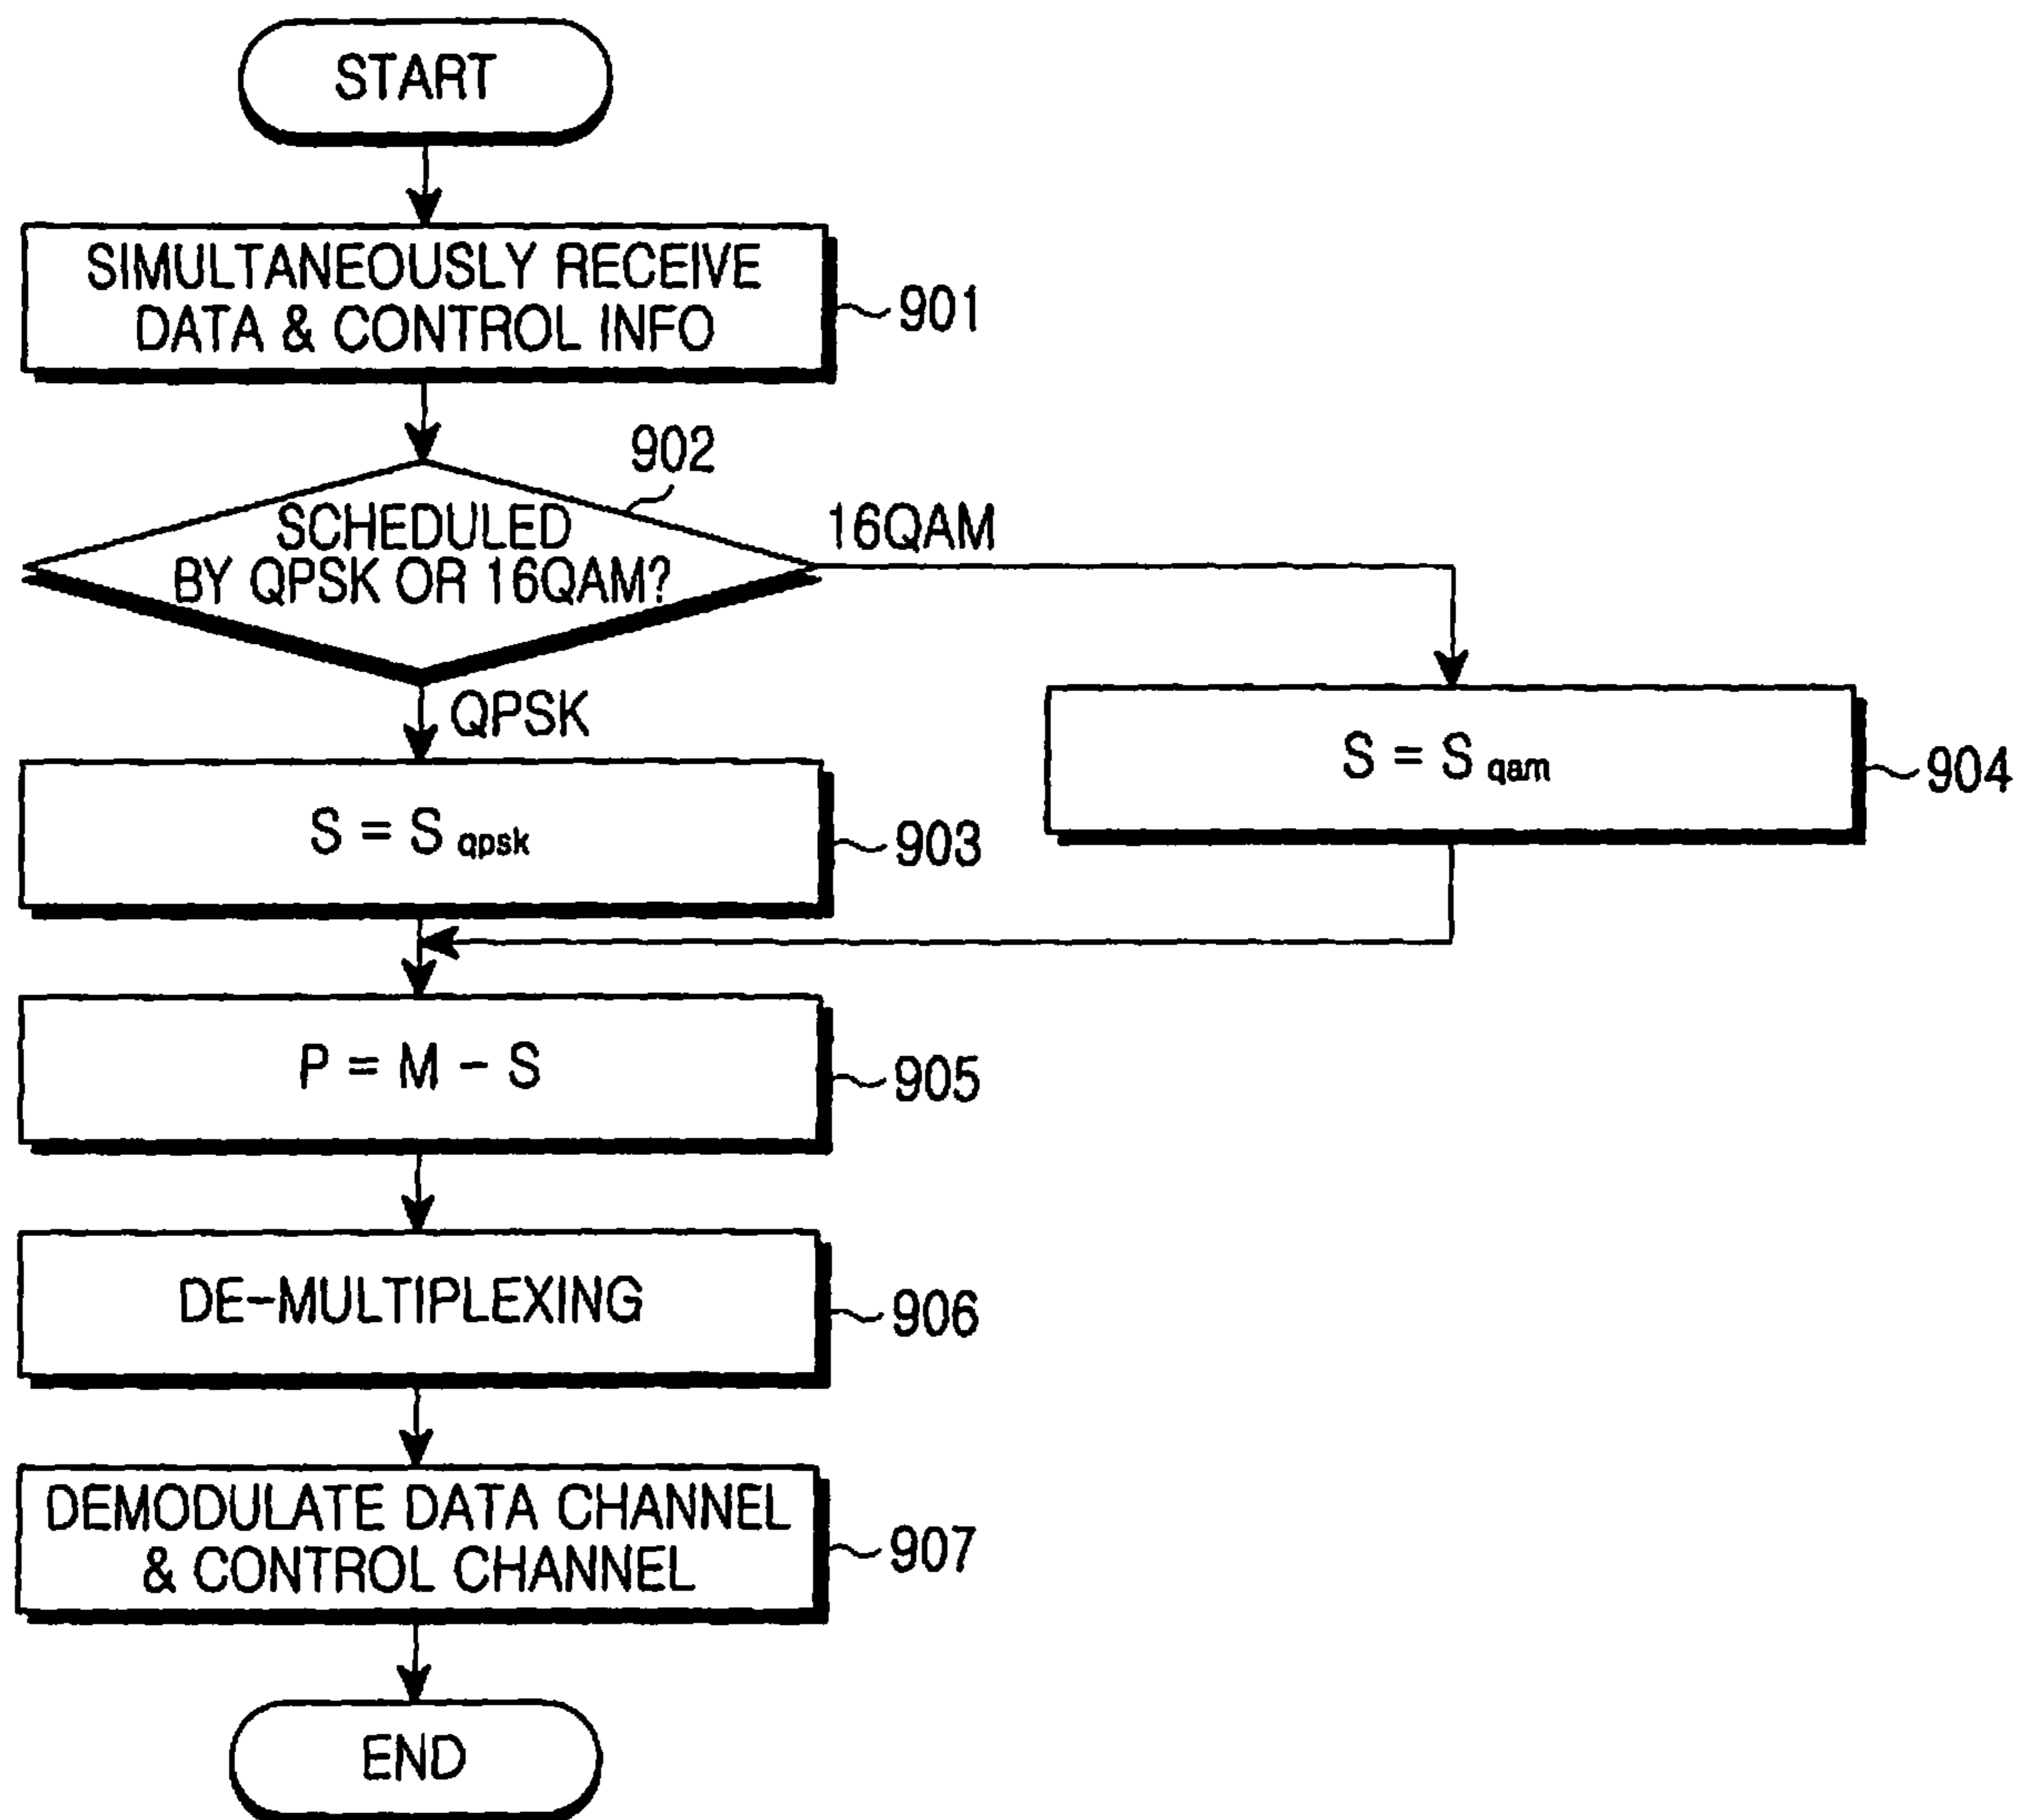 START
SIMULTANEOUSLY RECEIVE
DATA & CONTROL INFO
901
902
SCHEDULED
BY QPSK OR 16QAM?
16QAM
QPSK
S = S qam
904
S = S qpsk
903
P = M - S
905
DE-MULTIPLEXING
906
DEMODULATE DATA CHANNEL
& CONTROL CHANNEL
907
END